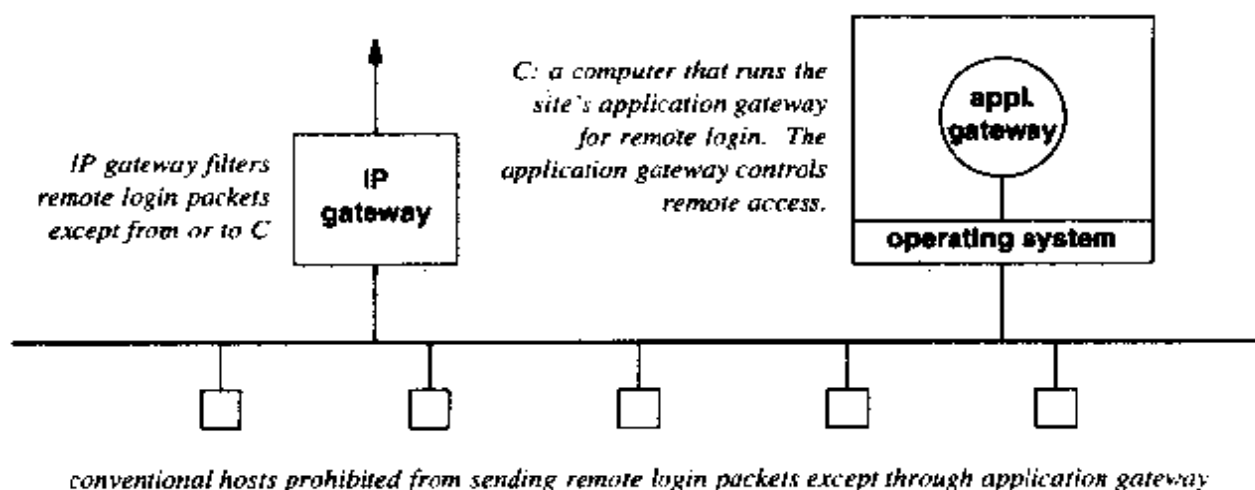 IP gateway filters
remote login packets
except from or to C
IP
gateway
C: a computer that runs the
site's application gateway
for remote login. The
application gateway controls
remote access.
appl.
gateway
operating system
conventional hosts prohibited from sending remote login packets except through application gateway